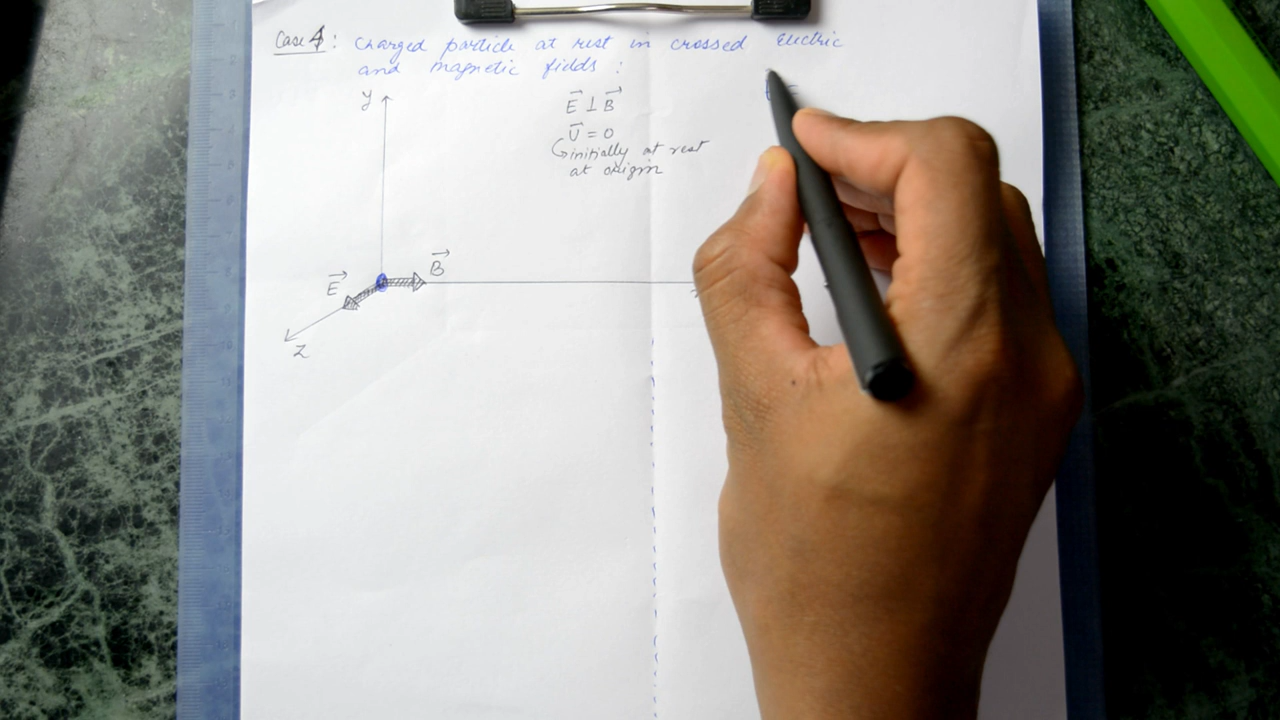 Case 4: Charged particle at rest in crossed Electric
and magnetic fields :
y
E ⊥ B
U = 0
initially at rest
at origin
B
E
Z